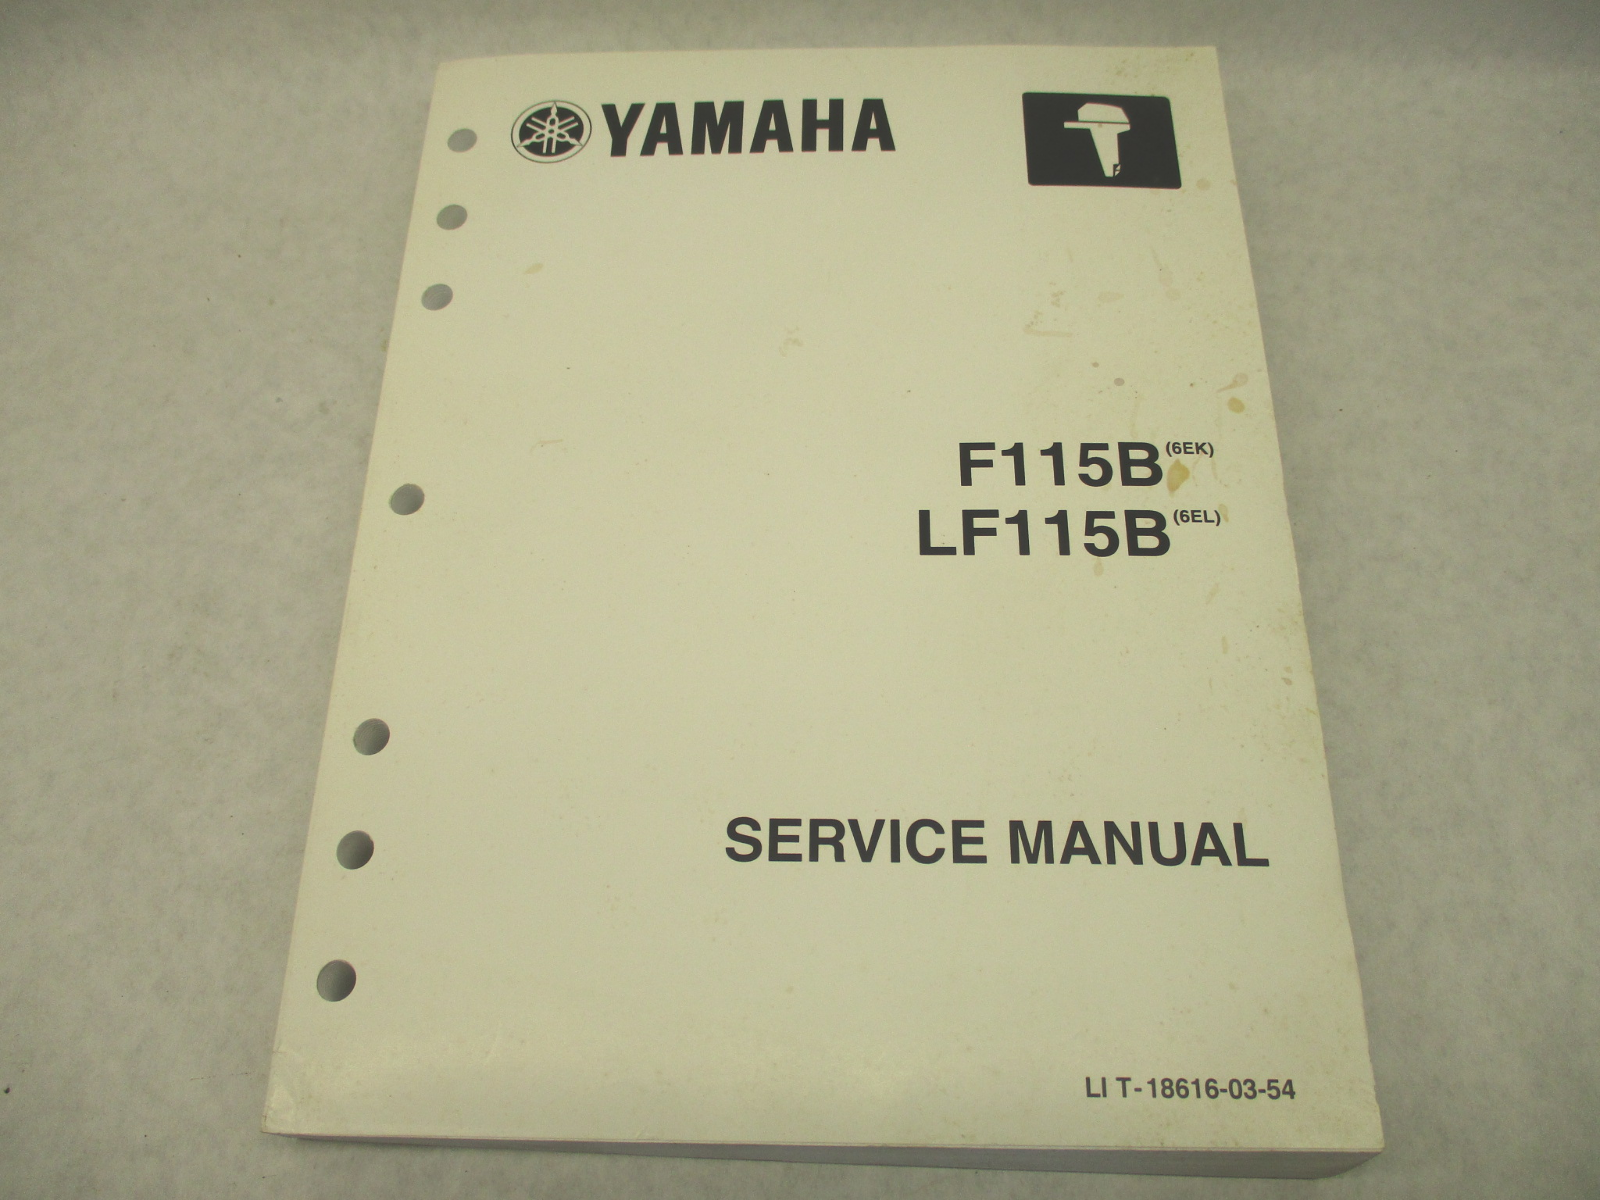 YAMAHA
F115B(6EK)
LF115B(6EL)
SERVICE MANUAL
LI T-18616-03-54